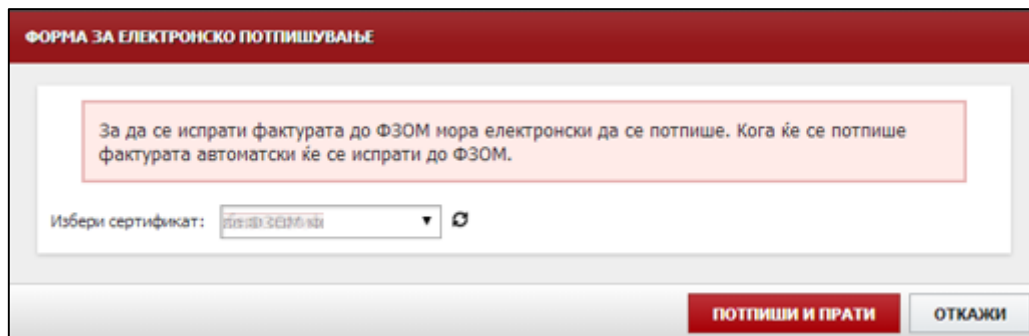 ФОРМА ЗА ЕЛЕКТРОНСКО ПОТПИШУВАЊЕ
За да се испрати фактурата до ФЗОМ мора електронски да се потпише. Кога ќе се потпише
фактурата автоматски ќе се испрати до ФЗОМ.
Избери сертификат:
ПОТПИШИ И ПРАТИ ОТКАЖИ